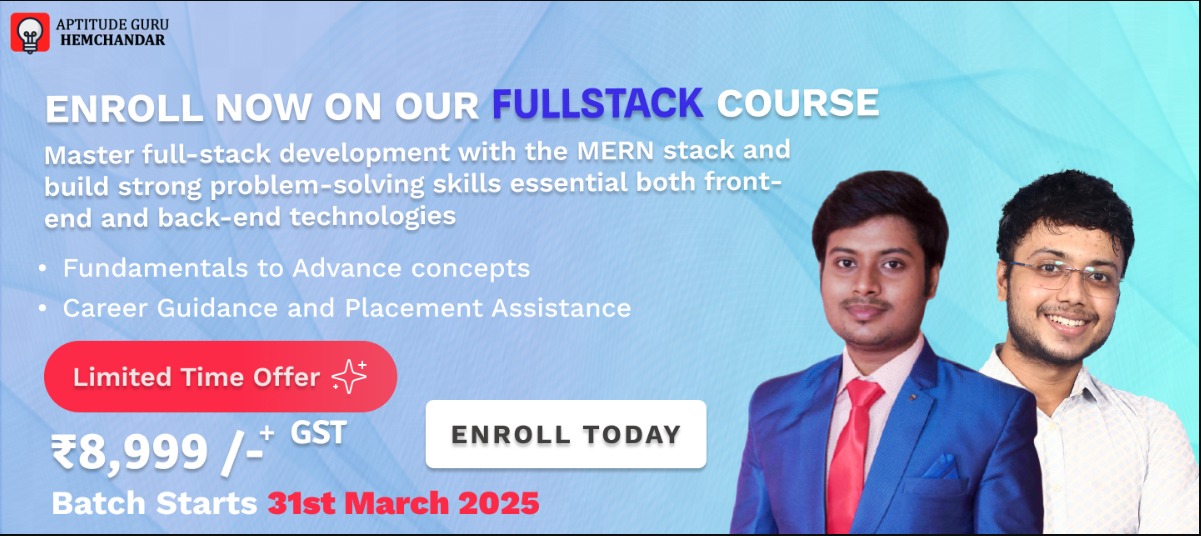 APTITUDE GURU
HEMCHANDAR
ENROLL NOW ON OUR FULLSTACK COURSE
Master full-stack development with the MERN stack and
build strong problem-solving skills essential both front-
end and back-end technologies
• Fundamentals to Advance concepts
• Career Guidance and Placement Assistance
Limited Time Offer
₹8,999 /-+ GST
ENROLL TODAY
Batch Starts 31st March 2025